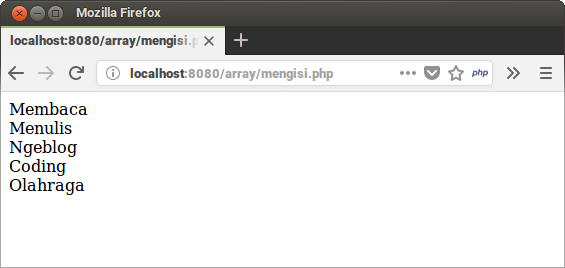 Mozilla Firefox
localhost:8080/array/mengisi.p
localhost:8080/array/mengisi.php
php
Membaca
Menulis
Ngeblog
Coding
Olahraga